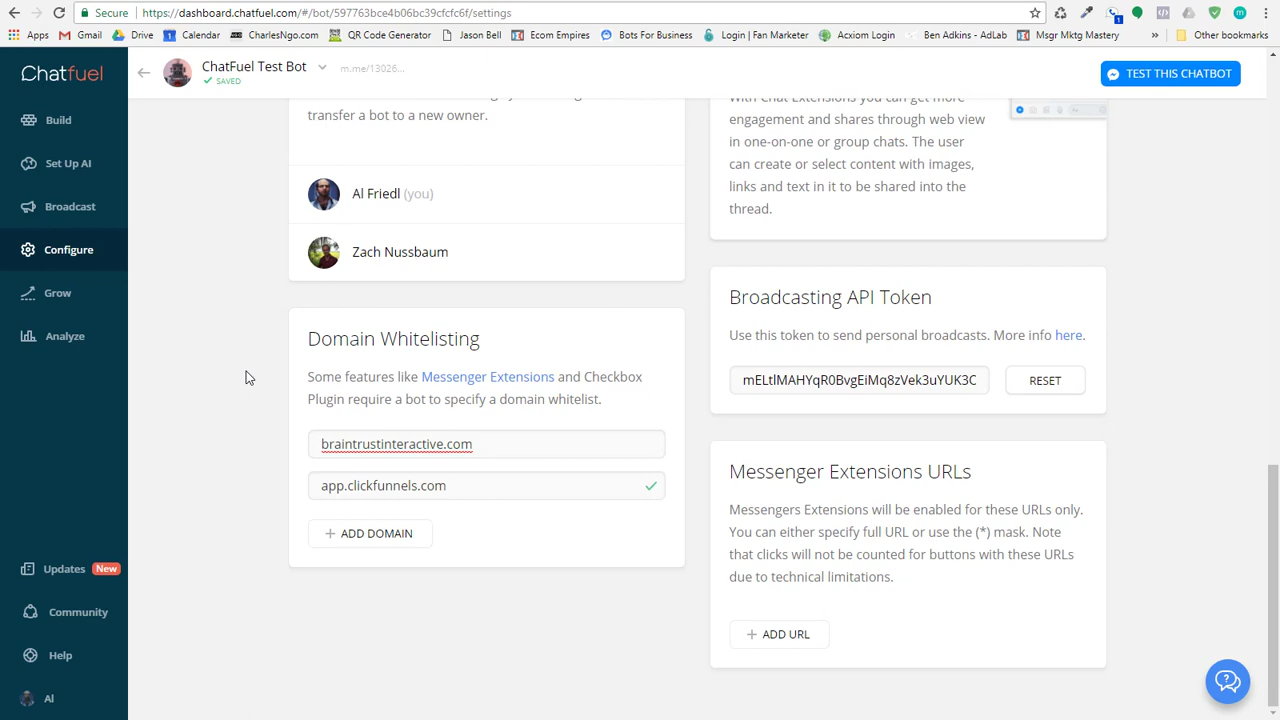 Secure https://dashboard.chatfuel.com/#/bot/597763bce4b06bc39cfcfc6f/settings
Apps Gmail Drive Calendar CharlesNgo.com QR Code Generator Jason Bell Ecom Empires Bots For Business Login | Fan Marketer Acxiom Login Ben Adkins - AdLab Msgr Mktg Mastery » Other bookmarks
Chatfuel
ChatFuel Test Bot
m.me/13026...
SAVED
TEST THIS CHATBOT
Build
Set Up AI
Broadcast
Configure
Grow
Analyze
Updates New
Community
Help
Al
transfer a bot to a new owner.
Al Friedl (you)
Zach Nussbaum
Domain Whitelisting
Some features like Messenger Extensions and Checkbox
Plugin require a bot to specify a domain whitelist.
braintrustinteractive.com
app.clickfunnels.com
+ ADD DOMAIN
With Chat Extensions you can get more
engagement and shares through web view
in one-on-one or group chats. The user
can create or select content with images,
links and text in it to be shared into the
thread.
Broadcasting API Token
Use this token to send personal broadcasts. More info here.
mELtlMAHYqR0BvgEiMq8zVek3uYUK3C
RESET
Messenger Extensions URLs
Messengers Extensions will be enabled for these URLs only.
You can either specify full URL or use the (*) mask. Note
that clicks will not be counted for buttons with these URLs
due to technical limitations.
+ ADD URL